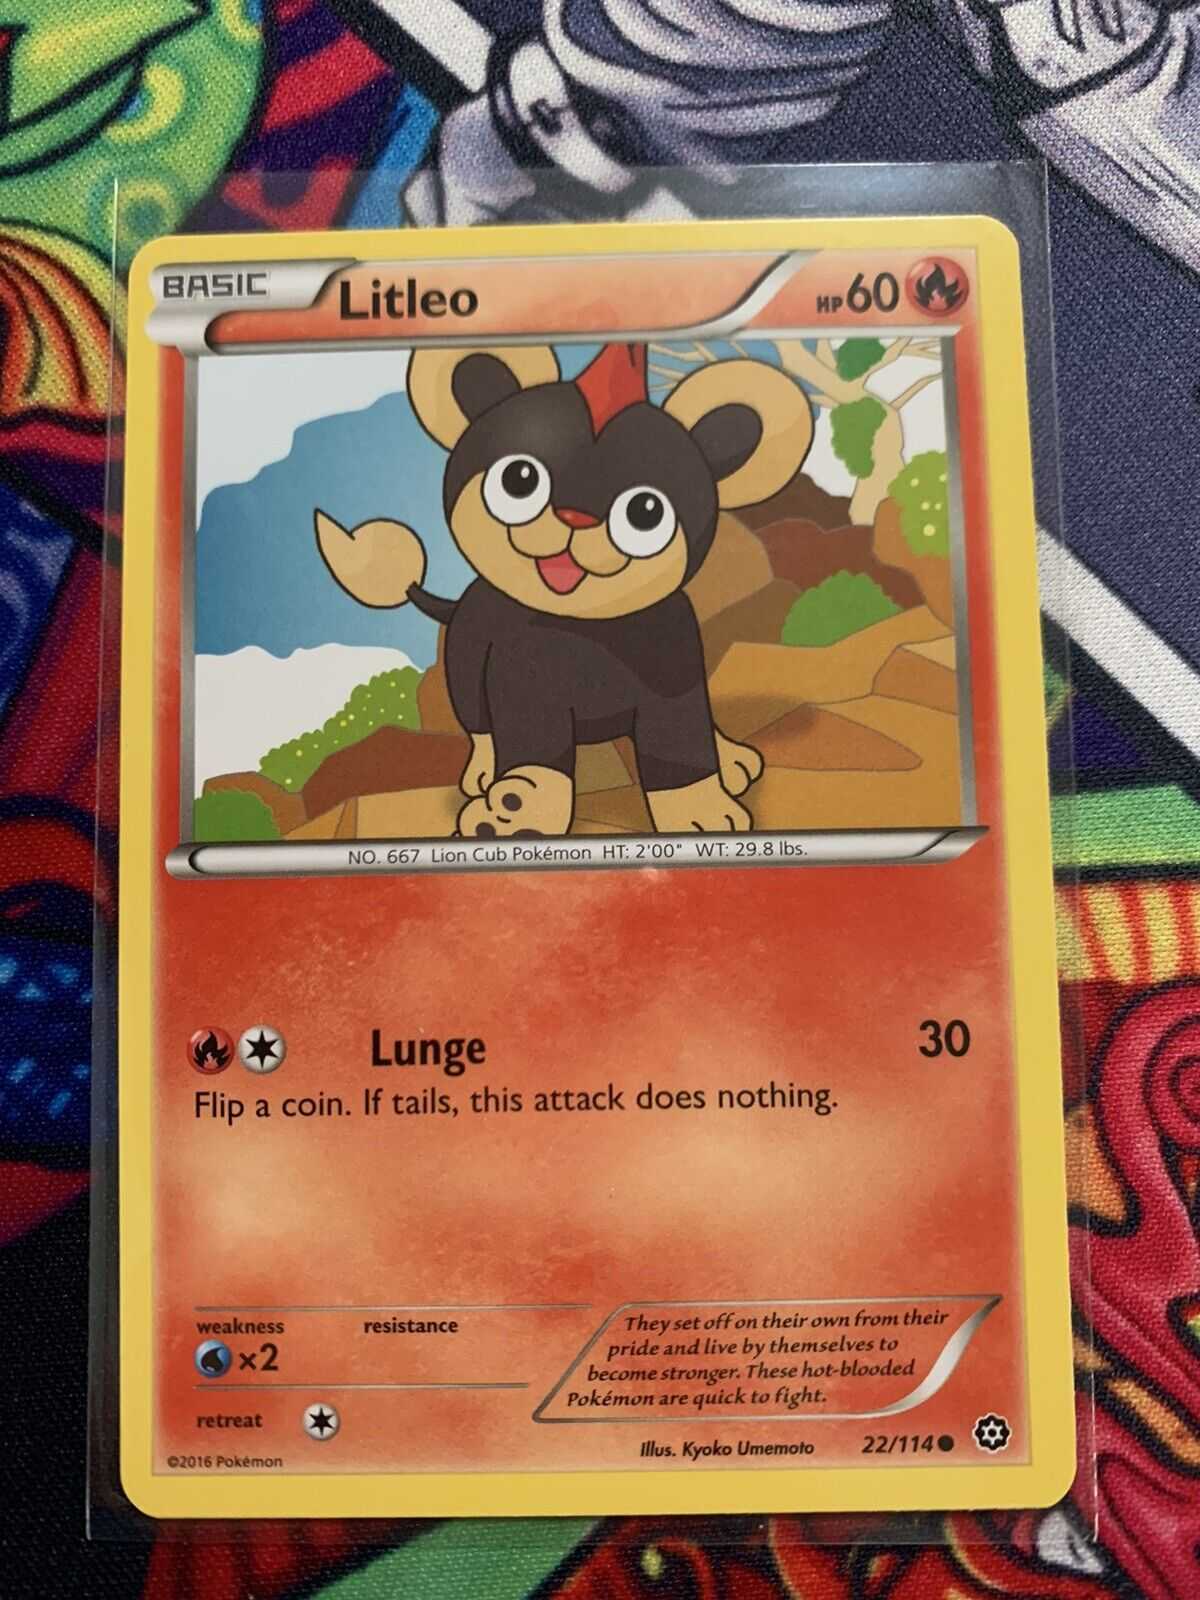 BASIC Litleo HP60
NO. 667 Lion Cub Pokémon HT: 2'00" WT: 29.8 lbs.
Lunge 30
Flip a coin. If tails, this attack does nothing.
weakness resistance
×2
retreat
They set off on their own from their
pride and live by themselves to
become stronger. These hot-blooded
Pokémon are quick to fight.
Illus. Kyoko Umemoto 22/114
©2016 Pokémon